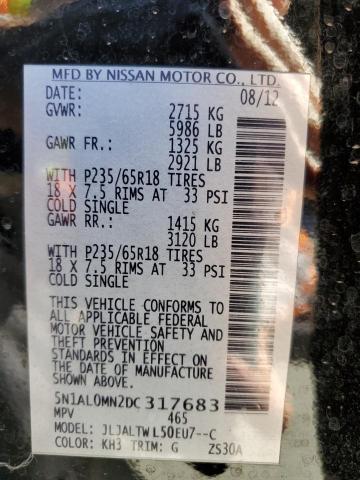 MFD BY NISSAN MOTOR CO., LTD.
DATE: 08/12
GVWR: 2715 KG
5986 LB
GAWR FR.: 1325 KG
2921 LB
WITH P235/65R18 TIRES
18 X 7.5 RIMS AT 33 PSI
COLD SINGLE
GAWR RR.: 1415 KG
3120 LB
WITH P235/65R18 TIRES
18 X 7.5 RIMS AT 33 PSI
COLD SINGLE
THIS VEHICLE CONFORMS TO
ALL APPLICABLE FEDERAL
MOTOR VEHICLE SAFETY AND
THEFT PREVENTION
STANDARDS IN EFFECT ON
THE DATE OF MANUFACTURE
SHOWN ABOVE.
5N1AL0MN2DC317683
MPV 465
MODEL: JLJALTWL50EU7--C
COLOR: KH3 TRIM: G ZS30A